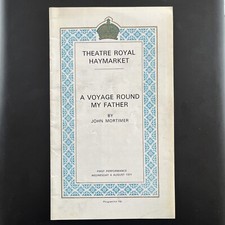 THEATRE ROYAL
HAYMARKET
A VOYAGE ROUND
MY FATHER
BY
JOHN MORTIMER
FIRST PERFORMANCE
WEDNESDAY 4 AUGUST 1971